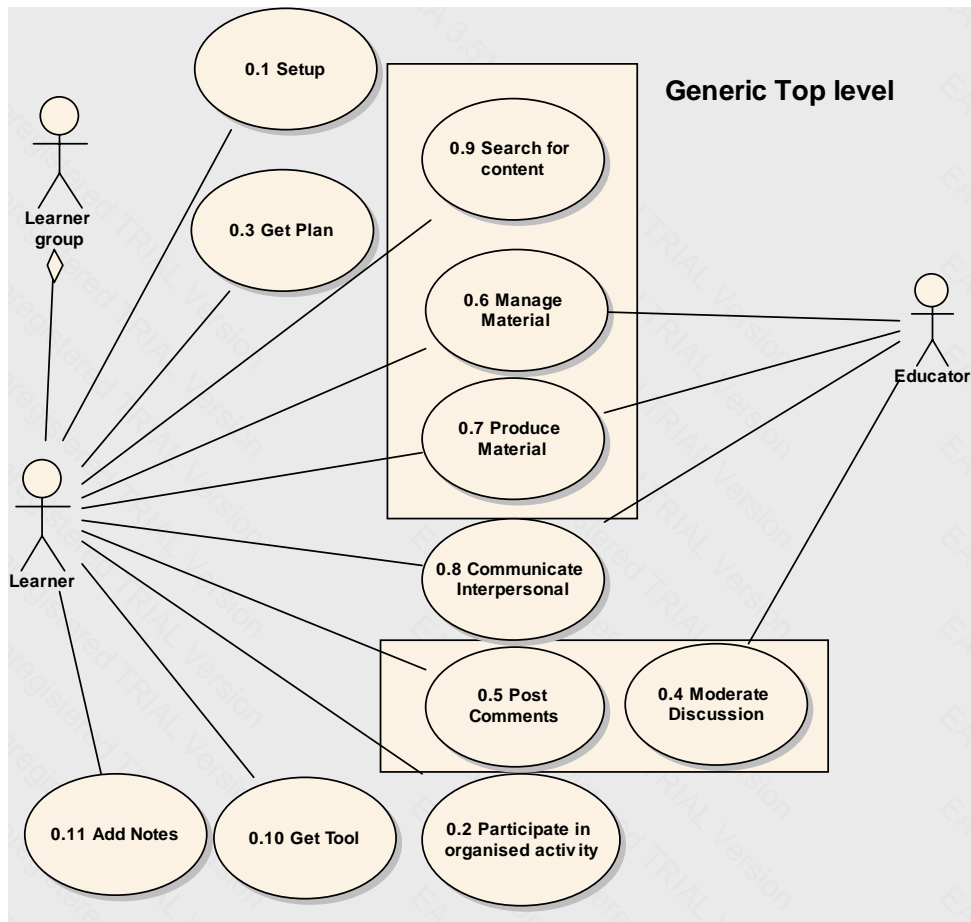 0.1 Setup
Generic Top level
0.9 Search for
content
Learner
group
0.3 Get Plan
0.6 Manage
Material
Educator
0.7 Produce
Material
Learner
0.8 Communicate
Interpersonal
0.5 Post
Comments
0.4 Moderate
Discussion
0.11 Add Notes
0.10 Get Tool
0.2 Participate in
organised activity